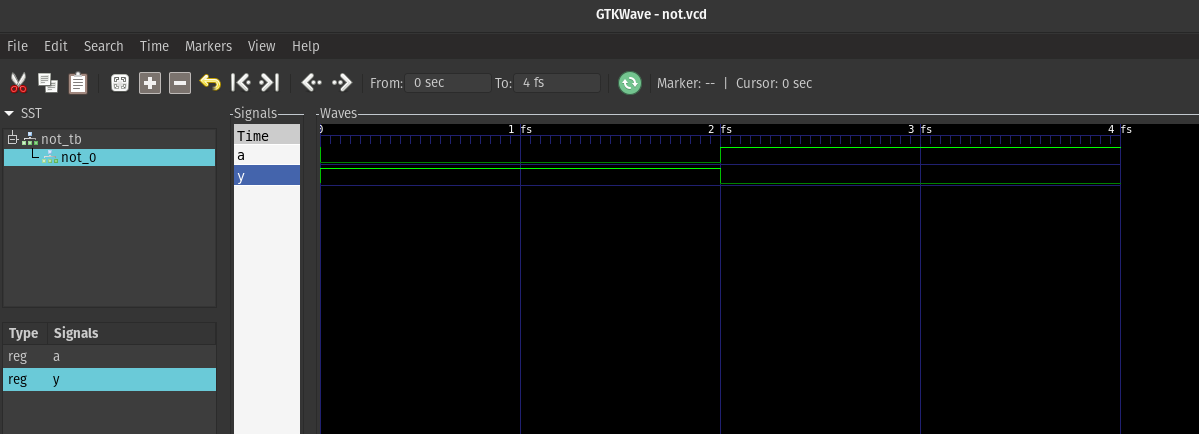 GTKWave - not.vcd
File Edit Search Time Markers View Help
From: 0 sec To: 4 fs Marker: -- | Cursor: 0 sec
SST
not_tb
not_0
Type Signals
reg a
reg y
Signals
Time
a
y
Waves
0 1 fs 2 fs 3 fs 4 fs